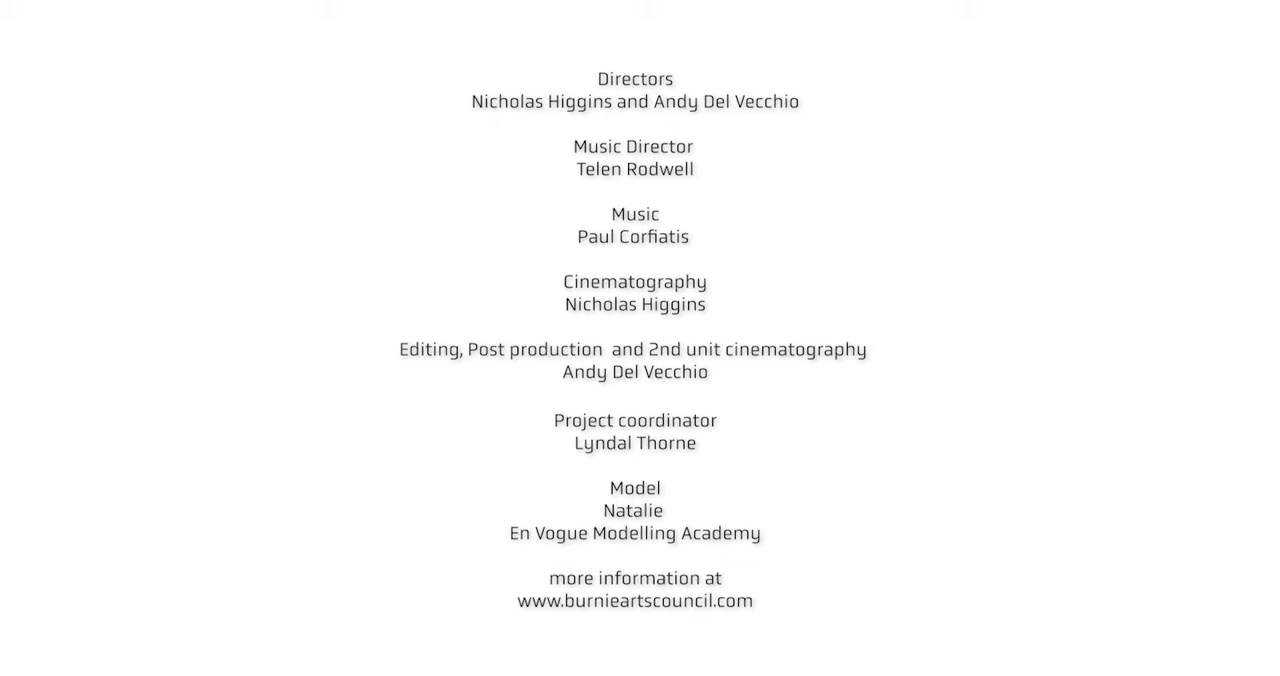 Directors
Nicholas Higgins and Andy Del Vecchio
Music Director
Telen Rodwell
Music
Paul Corfiatis
Cinematography
Nicholas Higgins
Editing, Post production  and 2nd unit cinematography
Andy Del Vecchio
Project coordinator
Lyndal Thorne
Model
Natalie
En Vogue Modelling Academy
more information at
www.burnieartscouncil.com